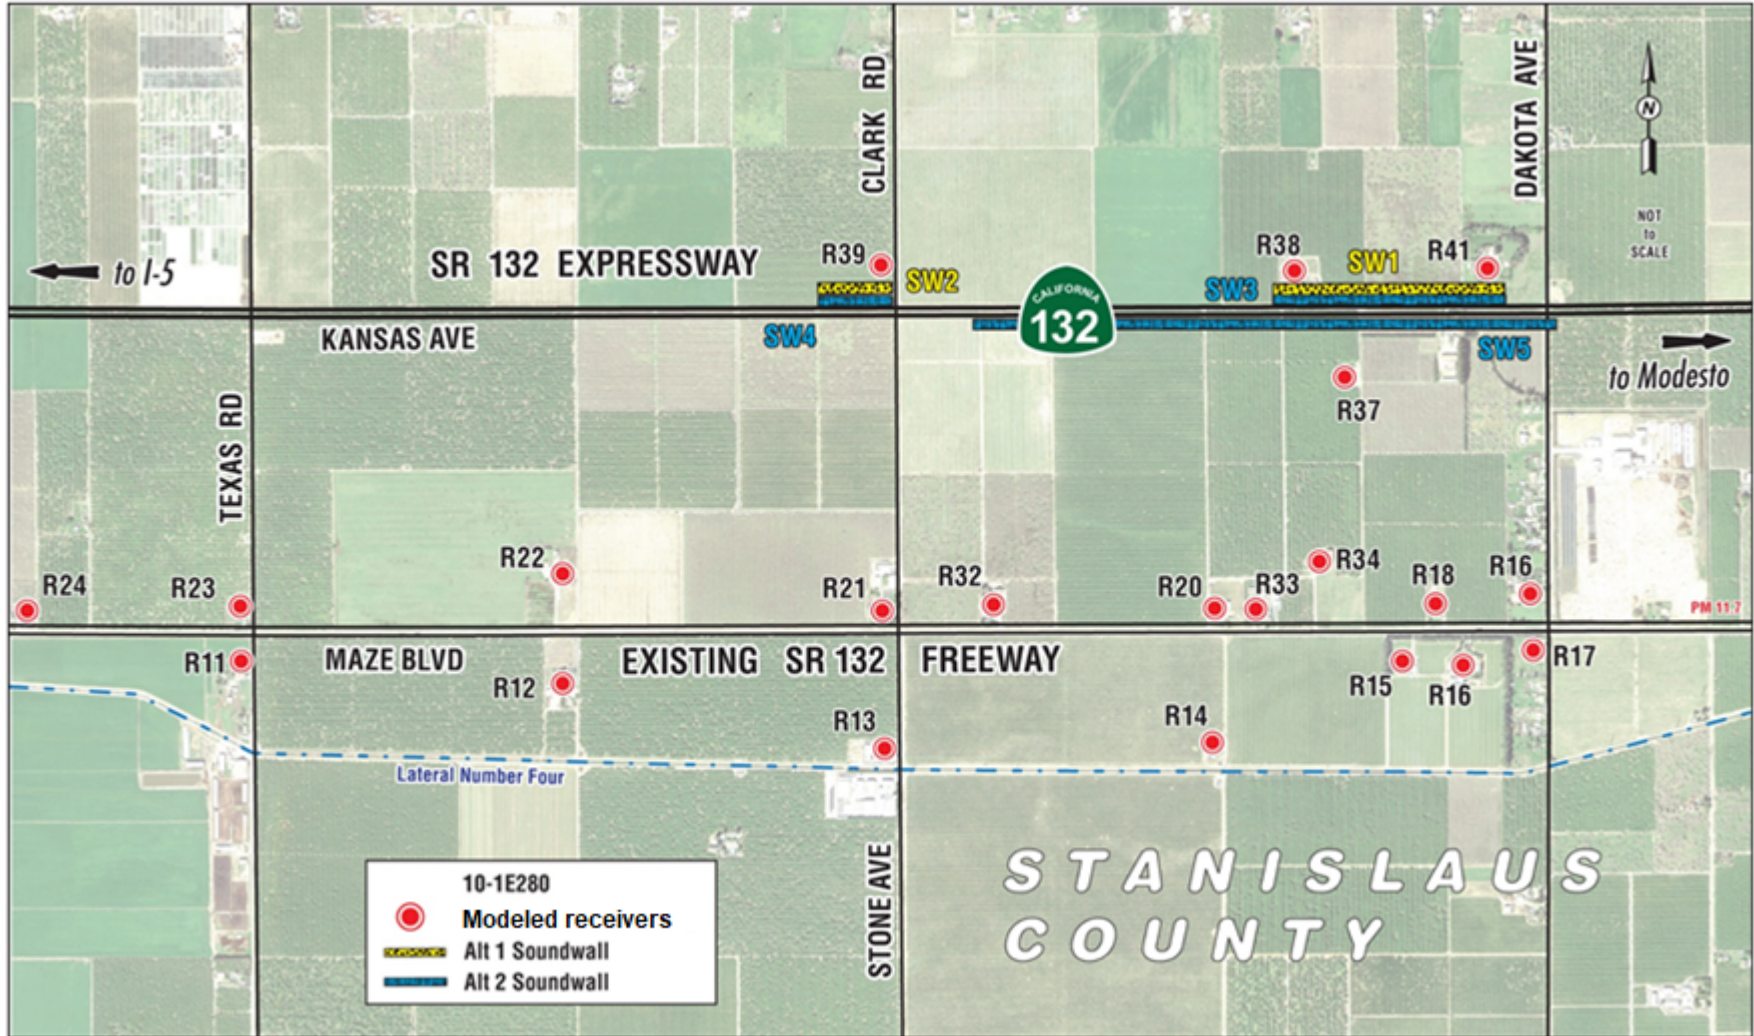 CLARK RD
DAKOTA AVE
N
NOT
to
SCALE
to I-5
SR 132 EXPRESSWAY
R39
SW2
R38
SW1
R41
SW3
CALIFORNIA
132
KANSAS AVE
SW4
SW5
to Modesto
R37
TEXAS RD
R24
R23
R22
R21
R32
R20
R33
R34
R18
R16
PM 11.7
R11
MAZE BLVD
R12
EXISTING SR 132 FREEWAY
R13
R14
R15
R16
R17
Lateral Number Four
STONE AVE
STANISLAUS
COUNTY
10-1E280
Modeled receivers
Alt 1 Soundwall
Alt 2 Soundwall